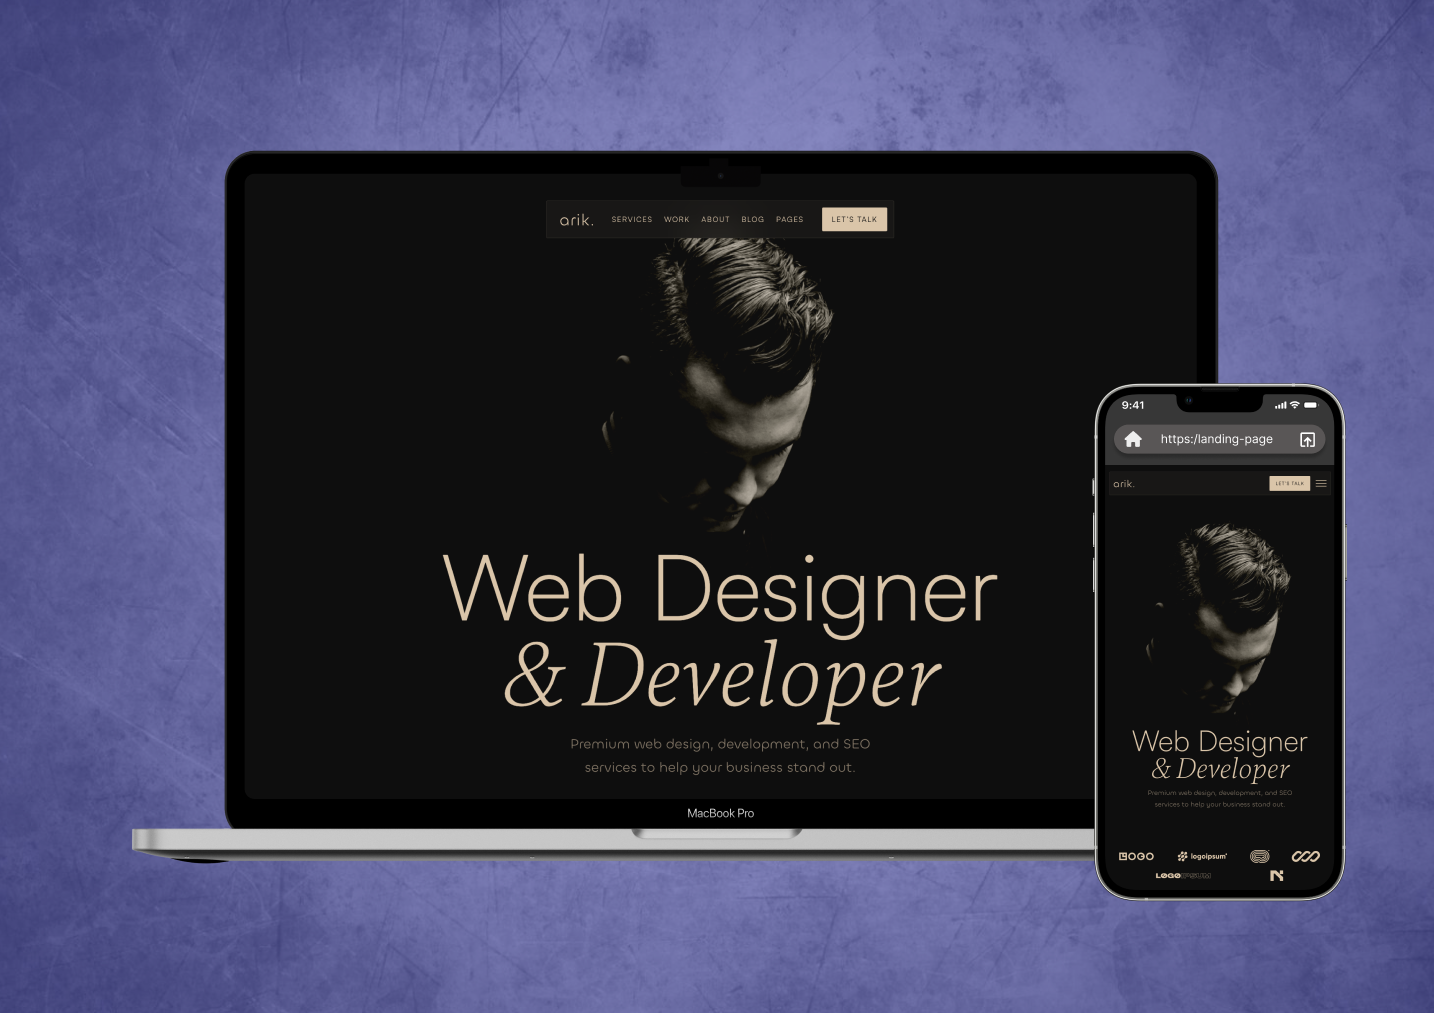 arik. SERVICES WORK ABOUT BLOG PAGES LET'S TALK
Web Designer
& Developer
Premium web design, development, and SEO
services to help your business stand out.
MacBook Pro
9:41
https:/landing-page
arik. LET'S TALK
Web Designer
& Developer
Premium web design, development, and SEO
services to help your business stand out.
LOGO logoipsum
LOGOIPSUM